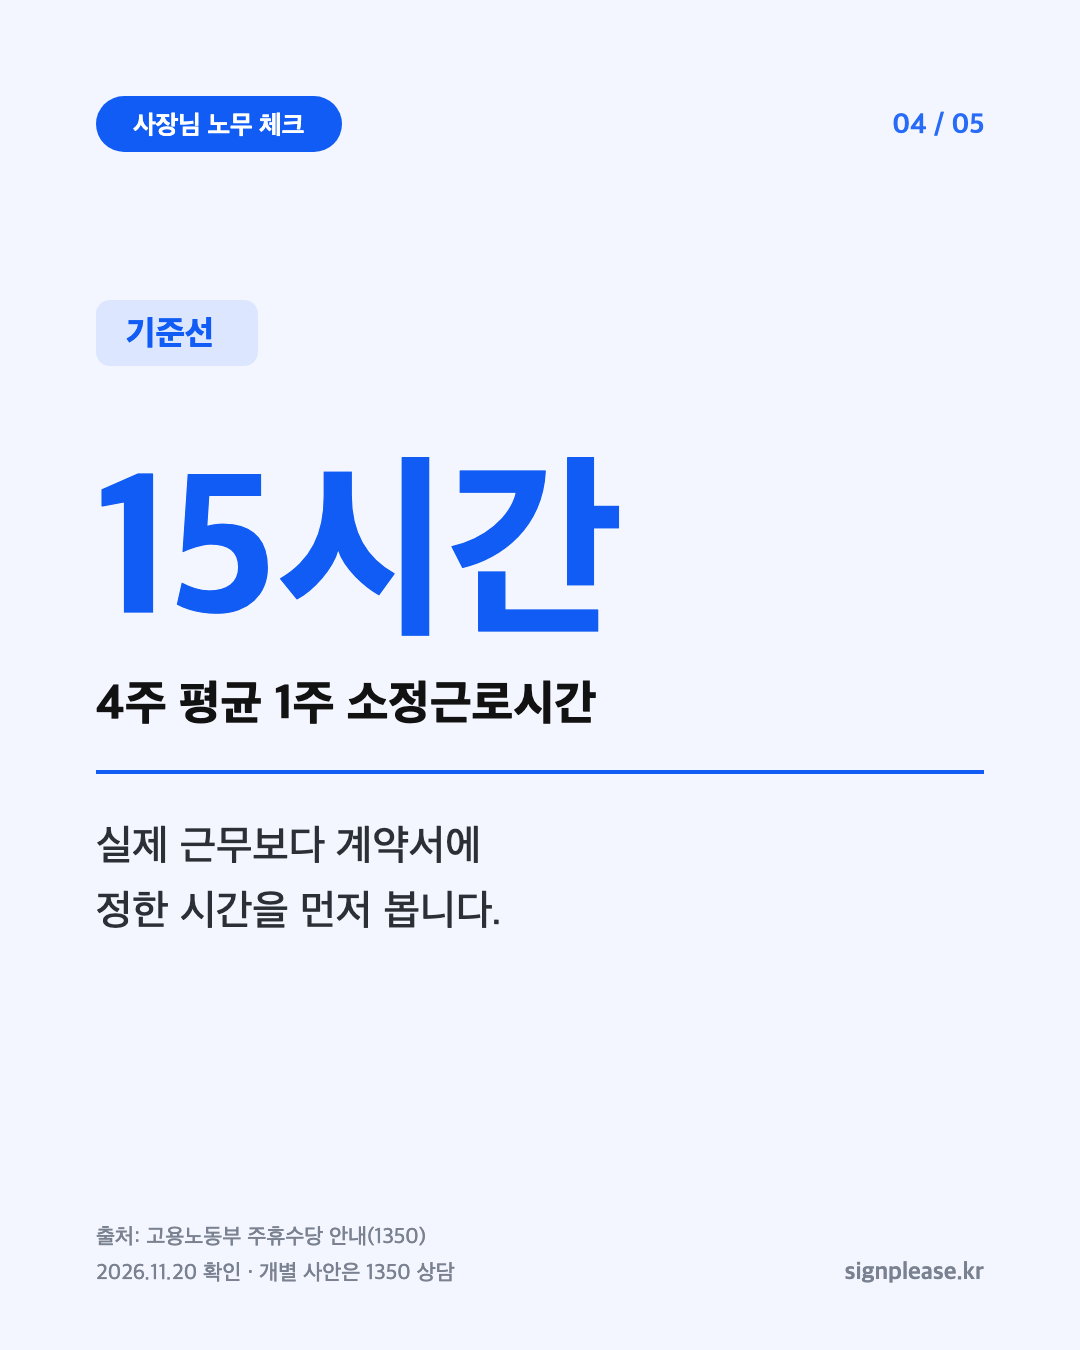 사장님 노무 체크
04 / 05
기준선
15시간
4주 평균 1주 소정근로시간
실제 근무보다 계약서에
정한 시간을 먼저 봅니다.
출처: 고용노동부 주휴수당 안내(1350)
2026.11.20 확인 · 개별 사안은 1350 상담
signplease.kr